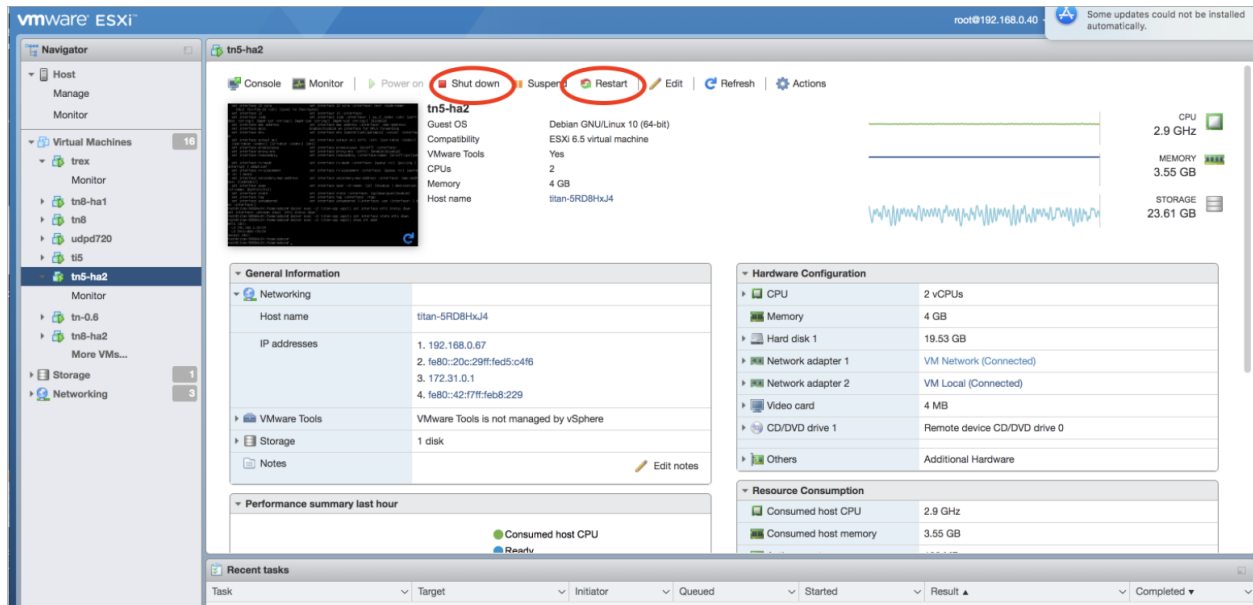 vmware ESXi™
root@192.168.0.40
Some updates could not be installed
automatically.
Navigator
tn5-ha2
Host
Manage
Monitor
Virtual Machines 16
trex
Monitor
tn8-ha1
tn8
udpd720
ti5
tn5-ha2
Monitor
tn-0.6
tn8-ha2
More VMs...
Storage 1
Networking 3
Console Monitor Power on Shut down Suspend Restart Edit Refresh Actions
tn5-ha2
Guest OS Debian GNU/Linux 10 (64-bit)
Compatibility ESXi 6.5 virtual machine
VMware Tools Yes
CPUs 2
Memory 4 GB
Host name titan-5RD8HxJ4
CPU
2.9 GHz
MEMORY
3.55 GB
STORAGE
23.61 GB
General Information
Networking
Host name titan-5RD8HxJ4
IP addresses 1. 192.168.0.67
2. fe80::20c:29ff:fed5:c4f6
3. 172.31.0.1
4. fe80::42:f7ff:feb8:229
VMware Tools VMware Tools is not managed by vSphere
Storage 1 disk
Notes Edit notes
Performance summary last hour
Consumed host CPU
Ready
Hardware Configuration
CPU 2 vCPUs
Memory 4 GB
Hard disk 1 19.53 GB
Network adapter 1 VM Network (Connected)
Network adapter 2 VM Local (Connected)
Video card 4 MB
CD/DVD drive 1 Remote device CD/DVD drive 0
Others Additional Hardware
Resource Consumption
Consumed host CPU 2.9 GHz
Consumed host memory 3.55 GB
Recent tasks
Task Target Initiator Queued Started Result ▲ Completed ▼